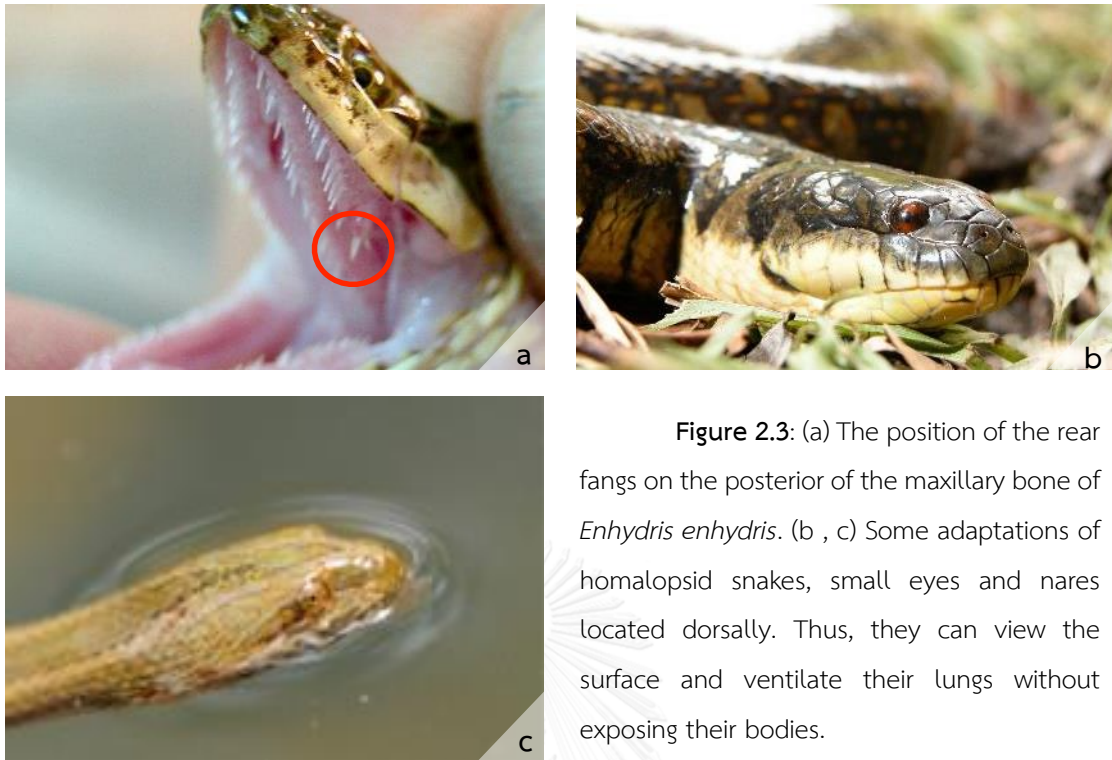 a
b
c
Figure 2.3: (a) The position of the rear
fangs on the posterior of the maxillary bone of
Enhydris enhydris. (b , c) Some adaptations of
homalopsid snakes, small eyes and nares
located dorsally. Thus, they can view the
surface and ventilate their lungs without
exposing their bodies.